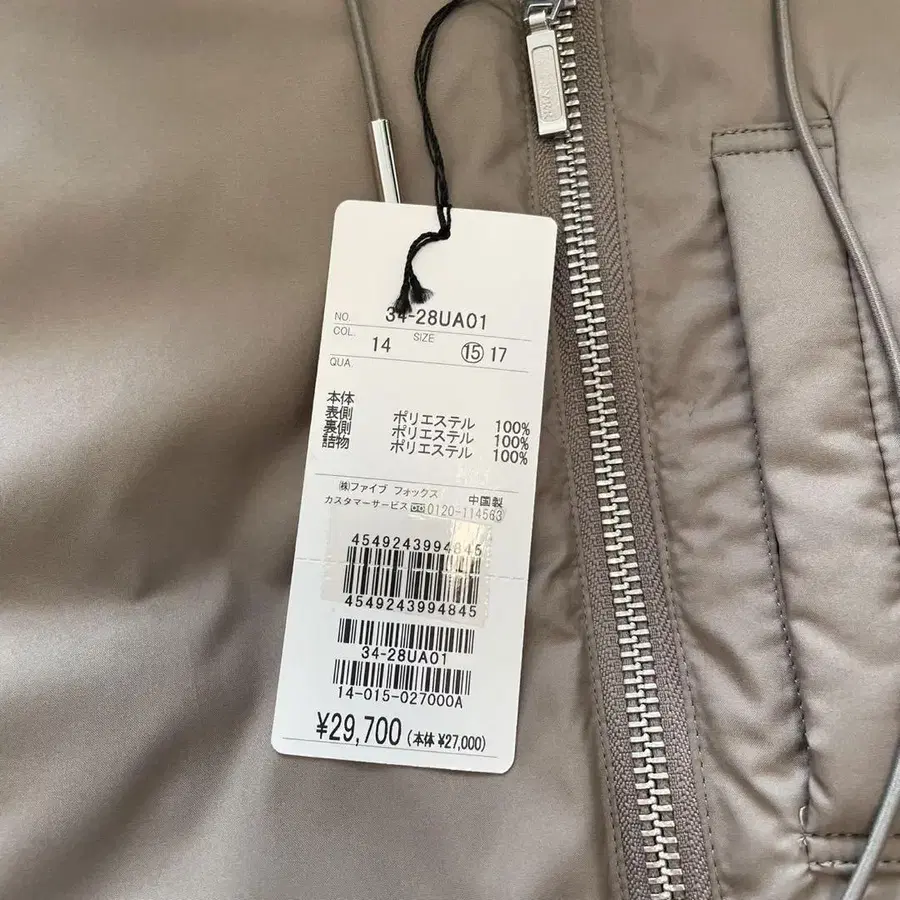 NO. 34-28UA01
COL. 14 SIZE ⑮ 17
QUA.
本体
表側 ポリエステル 100%
裏側 ポリエステル 100%
詰物 ポリエステル 100%
㈱ファイブ フォックス 中国製
カスタマーサービス 0120-114563
4549243994845
4549243994845
34-28UA01
14-015-027000A
¥29,700 (本体 ¥27,000)